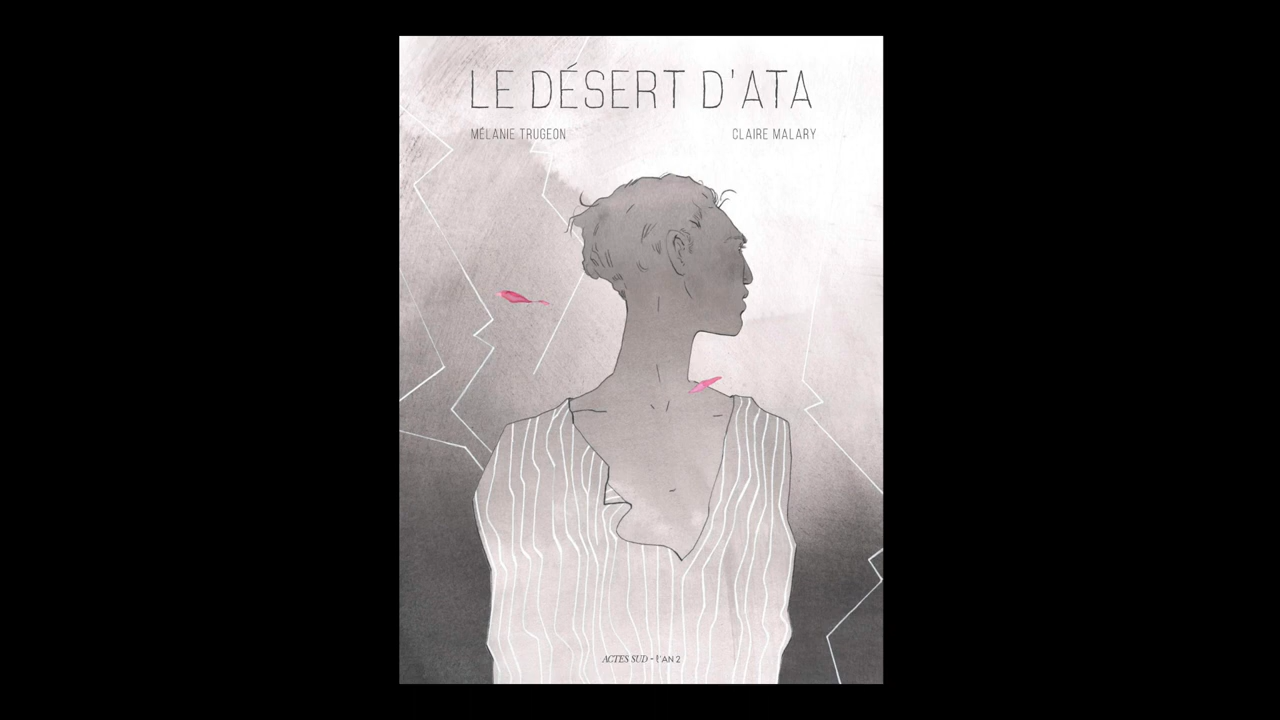 LE DÉSERT D'ATA
MÉLANIE TRUGEON CLAIRE MALARY
ACTES SUD - l'AN 2